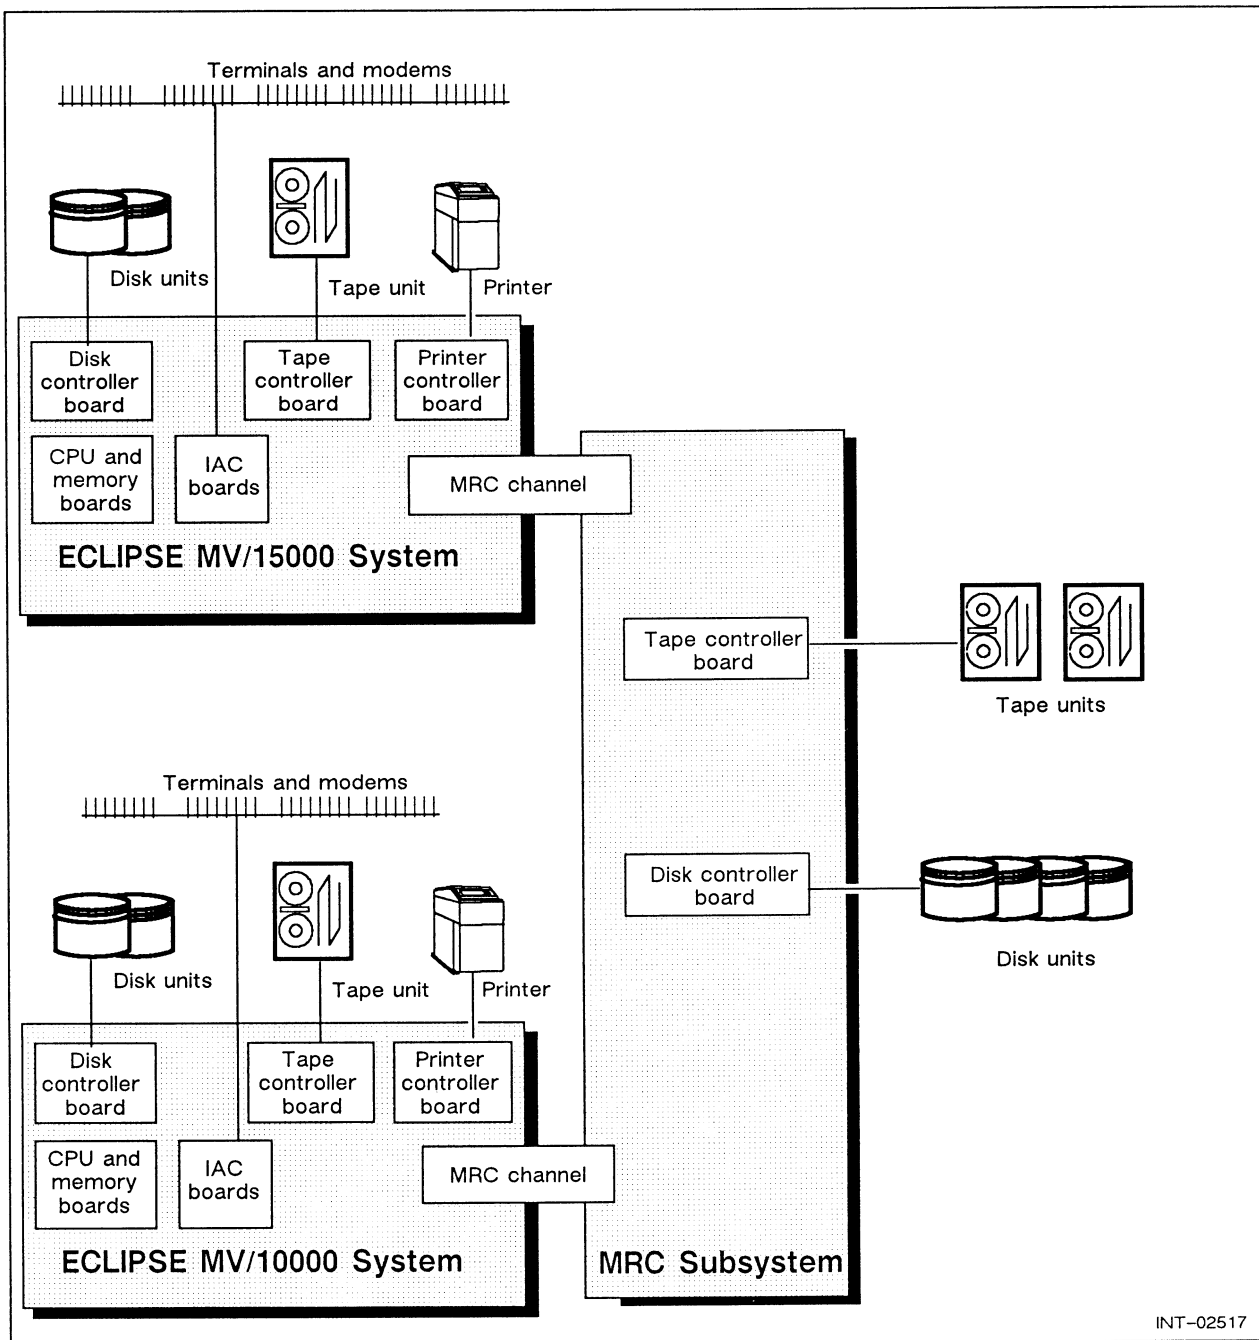 Terminals and modems
Disk units
Tape unit
Printer
Disk
controller
board
Tape
controller
board
Printer
controller
board
CPU and
memory
boards
IAC
boards
MRC channel
ECLIPSE MV/15000 System
Tape controller
board
Tape units
Terminals and modems
Disk controller
board
Disk units
Disk units
Tape unit
Printer
Disk
controller
board
Tape
controller
board
Printer
controller
board
CPU and
memory
boards
IAC
boards
MRC channel
ECLIPSE MV/10000 System
MRC Subsystem
INT-02517